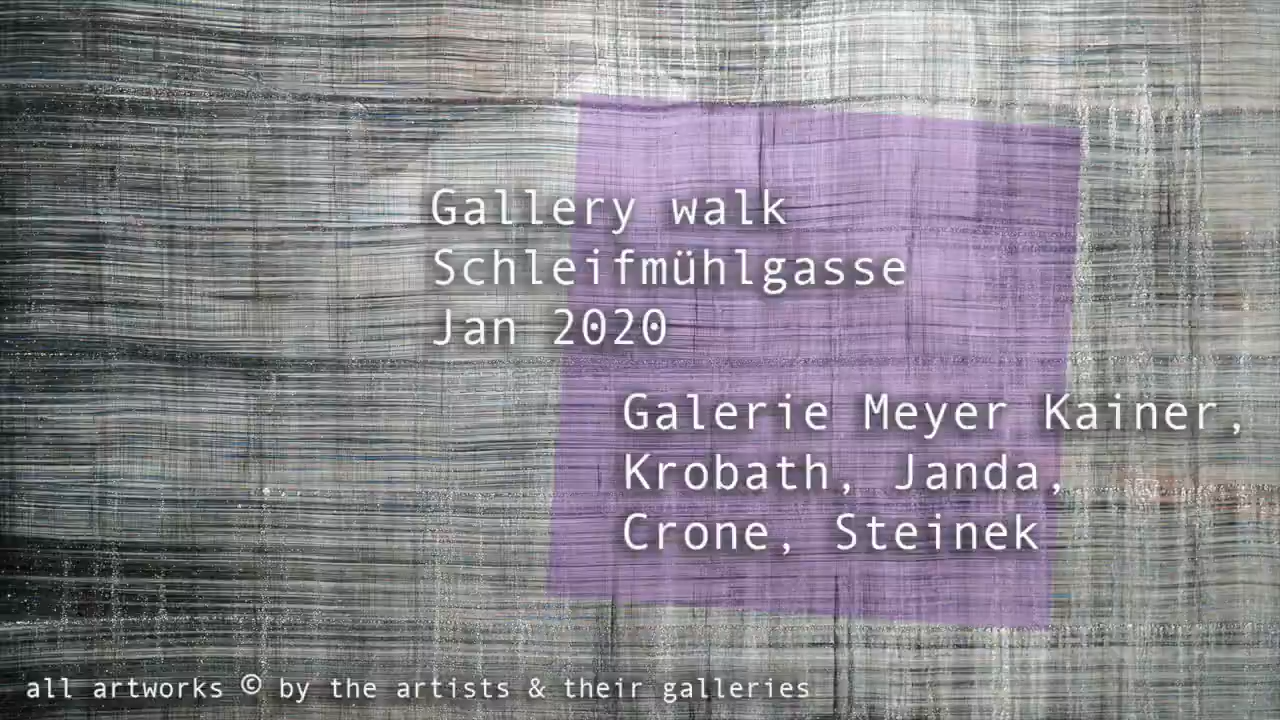 Gallery walk
Schleifmühlgasse
Jan 2020
Galerie Meyer Kainer,
Krobath, Janda,
Crone, Steinek
all artworks © by the artists & their galleries